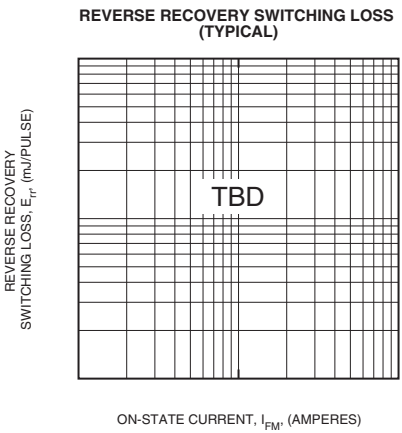 REVERSE RECOVERY SWITCHING LOSS
(TYPICAL)
REVERSE RECOVERY
SWITCHING LOSS, Err, (mJ/PULSE)
TBD
ON-STATE CURRENT, IFM, (AMPERES)